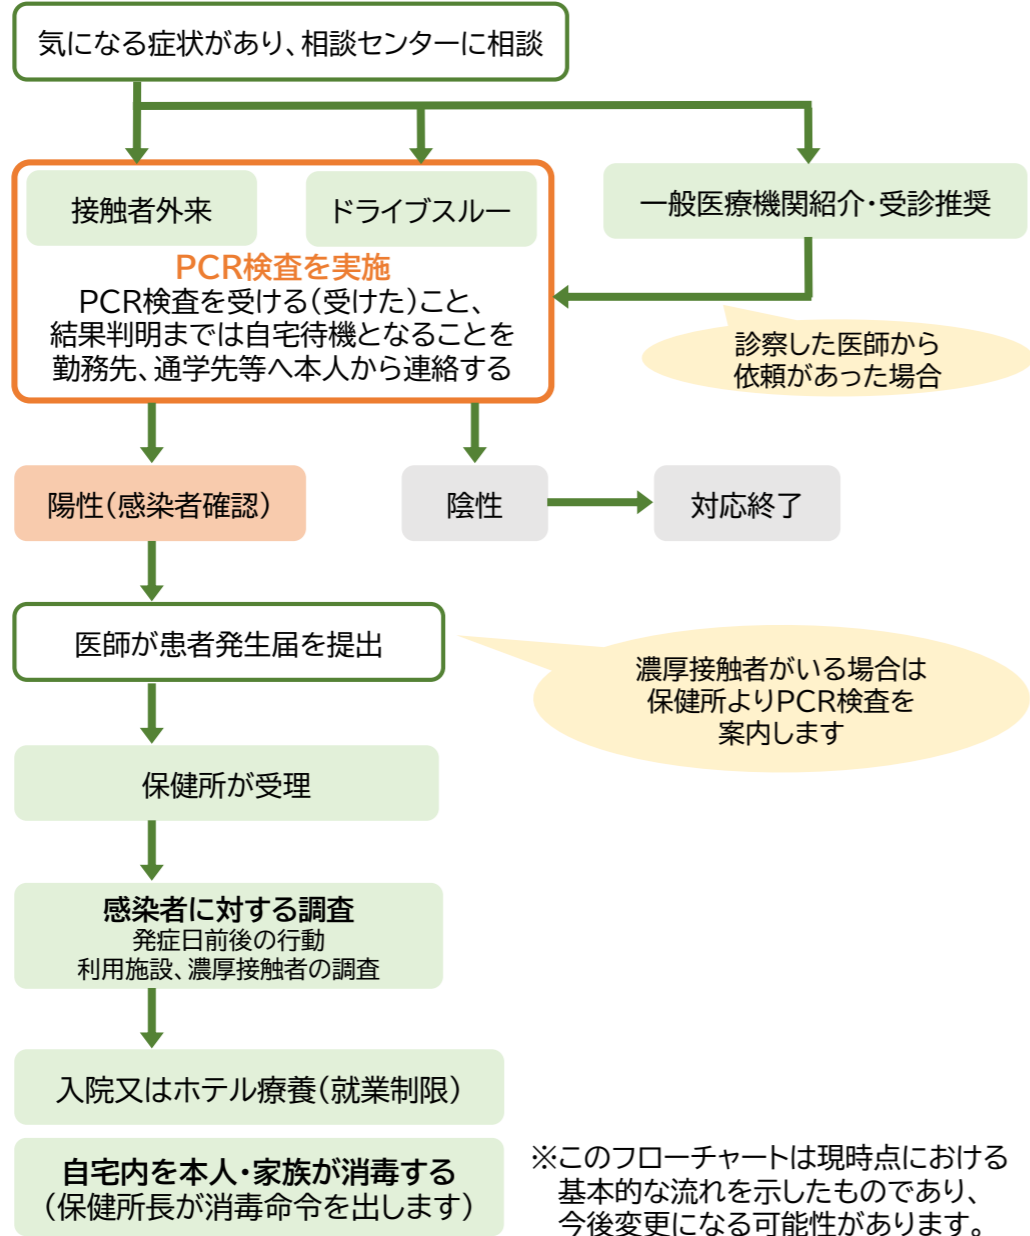 気になる症状があり、相談センターに相談
接触者外来
ドライブスルー
一般医療機関紹介・受診推奨
PCR検査を実施
PCR検査を受ける(受けた)こと、
結果判明までは自宅待機となることを
勤務先、通学先等へ本人から連絡する
診察した医師から
依頼があった場合
陽性(感染者確認)
陰性
対応終了
医師が患者発生届を提出
濃厚接触者がいる場合は
保健所よりPCR検査を
案内します
保健所が受理
感染者に対する調査
発症日前後の行動
利用施設、濃厚接触者の調査
入院又はホテル療養(就業制限)
自宅内を本人・家族が消毒する
(保健所長が消毒命令を出します)
※このフローチャートは現時点における
基本的な流れを示したものであり、
今後変更になる可能性があります。